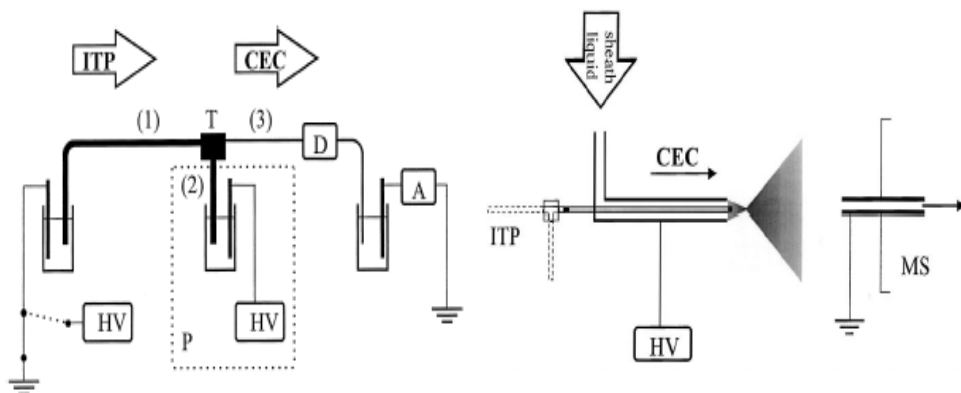 ITP
CEC
(1)
T
(3)
D
(2)
A
HV
HV
P
sheath
liquid
CEC
ITP
MS
HV